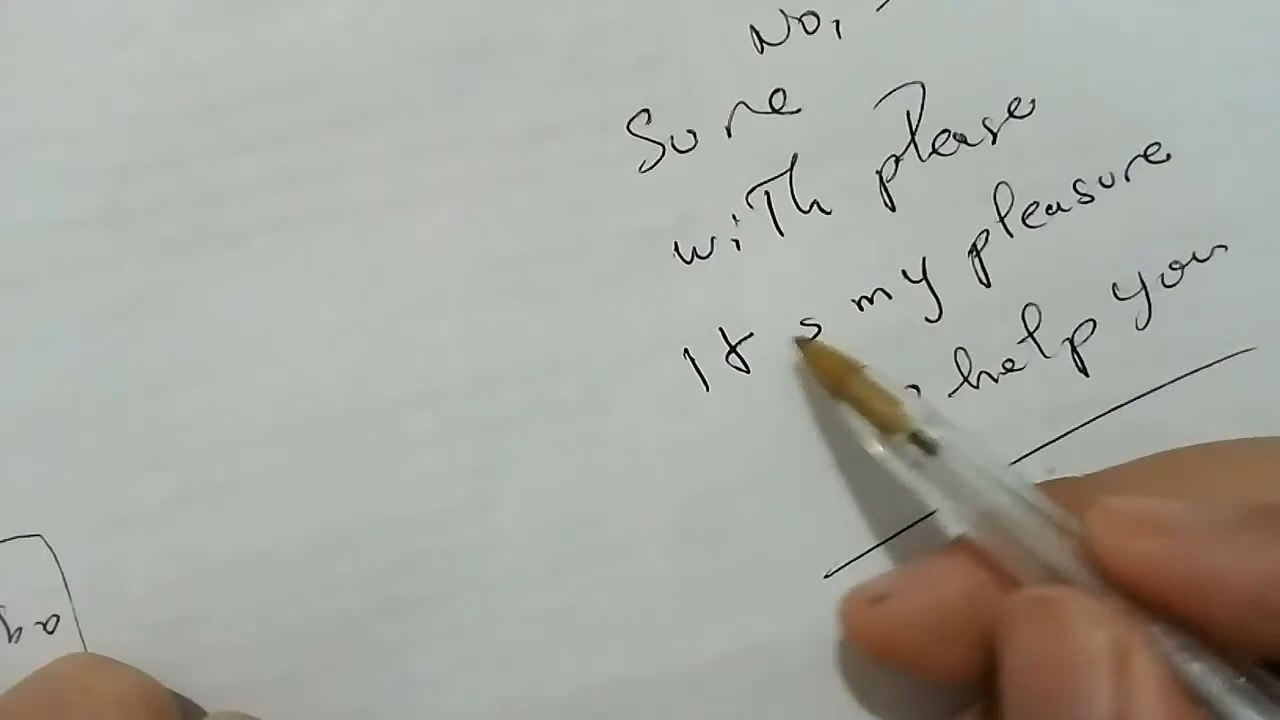 No,
Sure
with please
It s my pleasure
help you